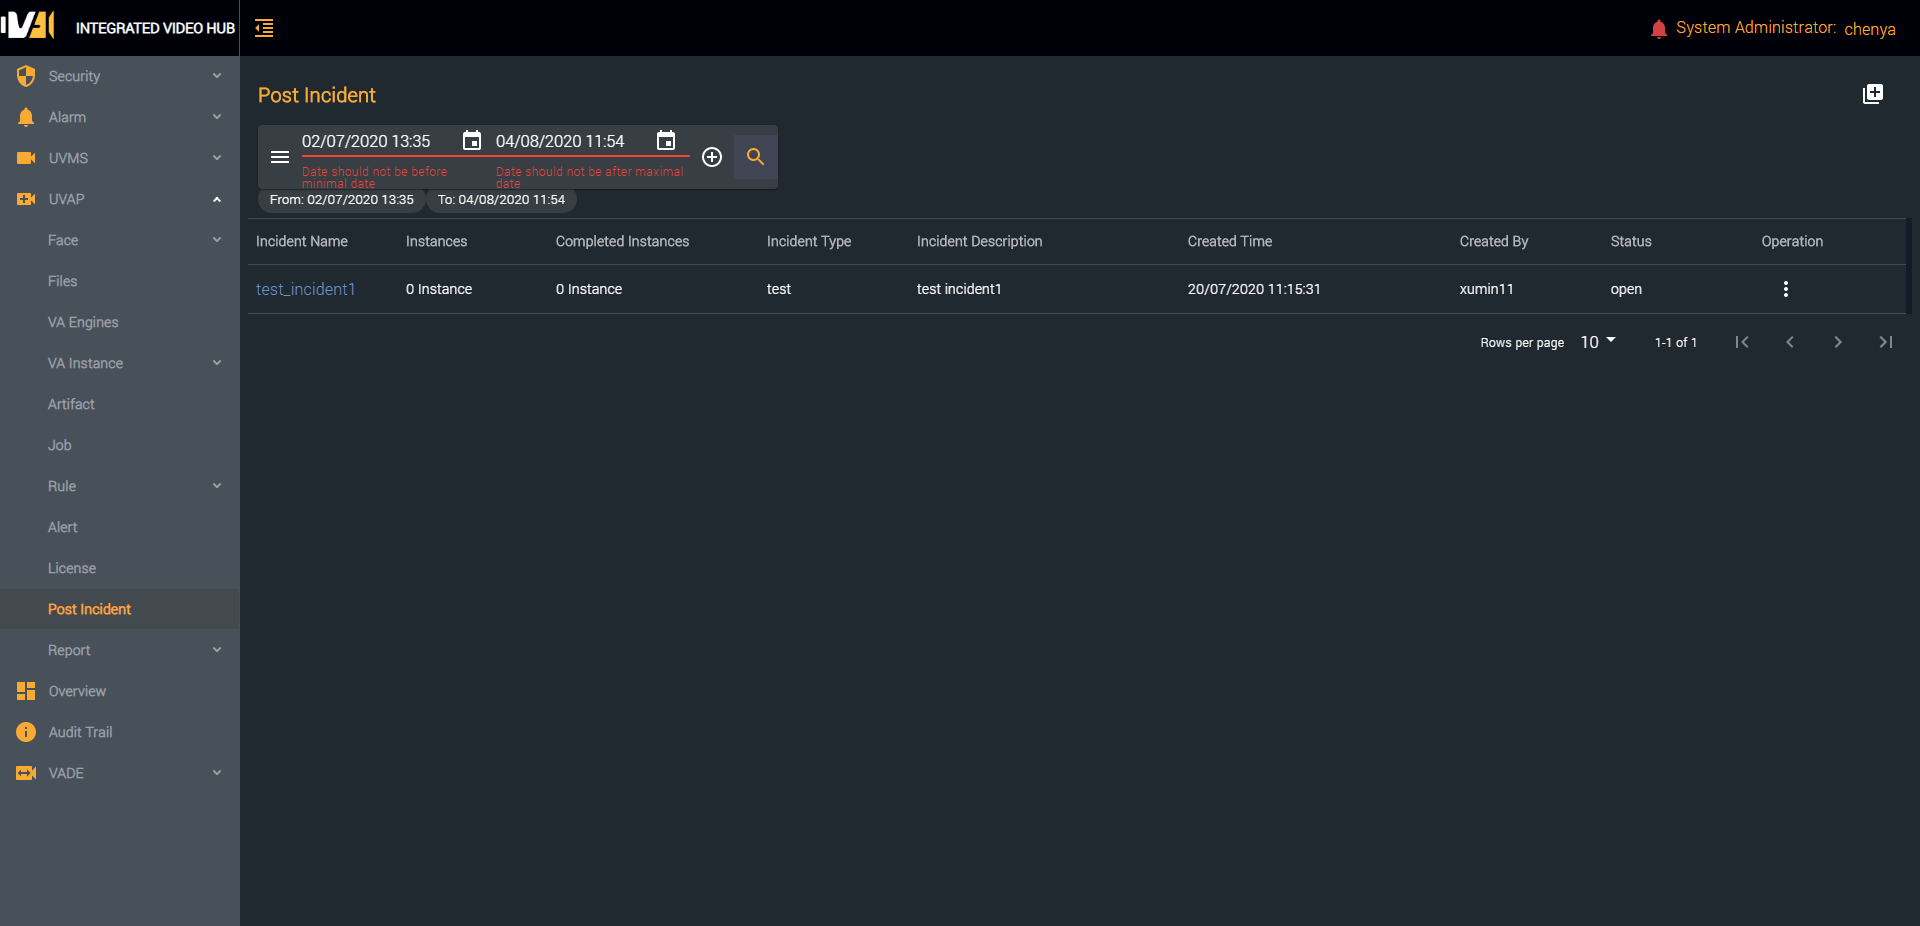 IVH INTEGRATED VIDEO HUB
System Administrator: chenya
Security
Alarm
UVMS
UVAP
Face
Files
VA Engines
VA Instance
Artifact
Job
Rule
Alert
License
Post Incident
Report
Overview
Audit Trail
VADE
Post Incident
02/07/2020 13:35 04/08/2020 11:54
Date should not be before Date should not be after maximal
minimal date date
From: 02/07/2020 13:35 To: 04/08/2020 11:54
Incident Name Instances Completed Instances Incident Type Incident Description Created Time Created By Status Operation
test_incident1 0 Instance 0 Instance test test incident1 20/07/2020 11:15:31 xumin11 open
Rows per page 10 1-1 of 1